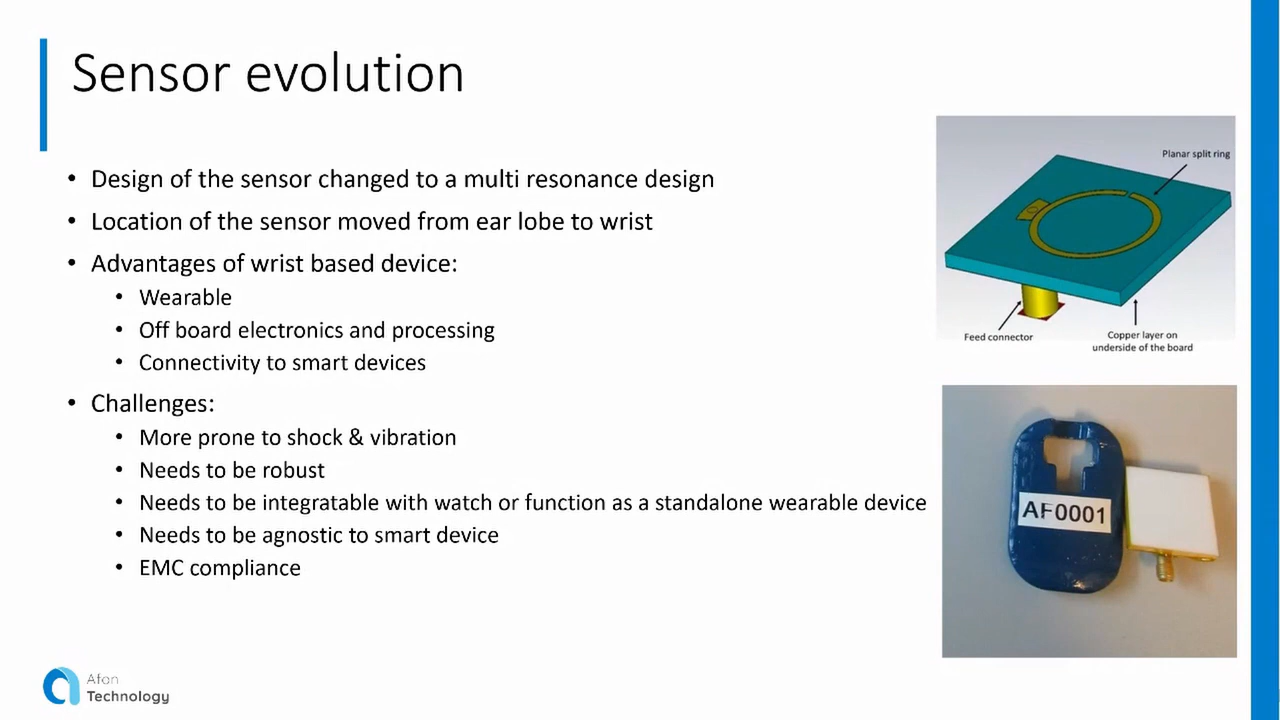 Sensor evolution
• Design of the sensor changed to a multi resonance design
• Location of the sensor moved from ear lobe to wrist
• Advantages of wrist based device:
• Wearable
• Off board electronics and processing
• Connectivity to smart devices
• Challenges:
• More prone to shock & vibration
• Needs to be robust
• Needs to be integratable with watch or function as a standalone wearable device
• Needs to be agnostic to smart device
• EMC compliance
Planar split ring
Feed connector
Copper layer on
underside of the board
AF0001
Afon
Technology